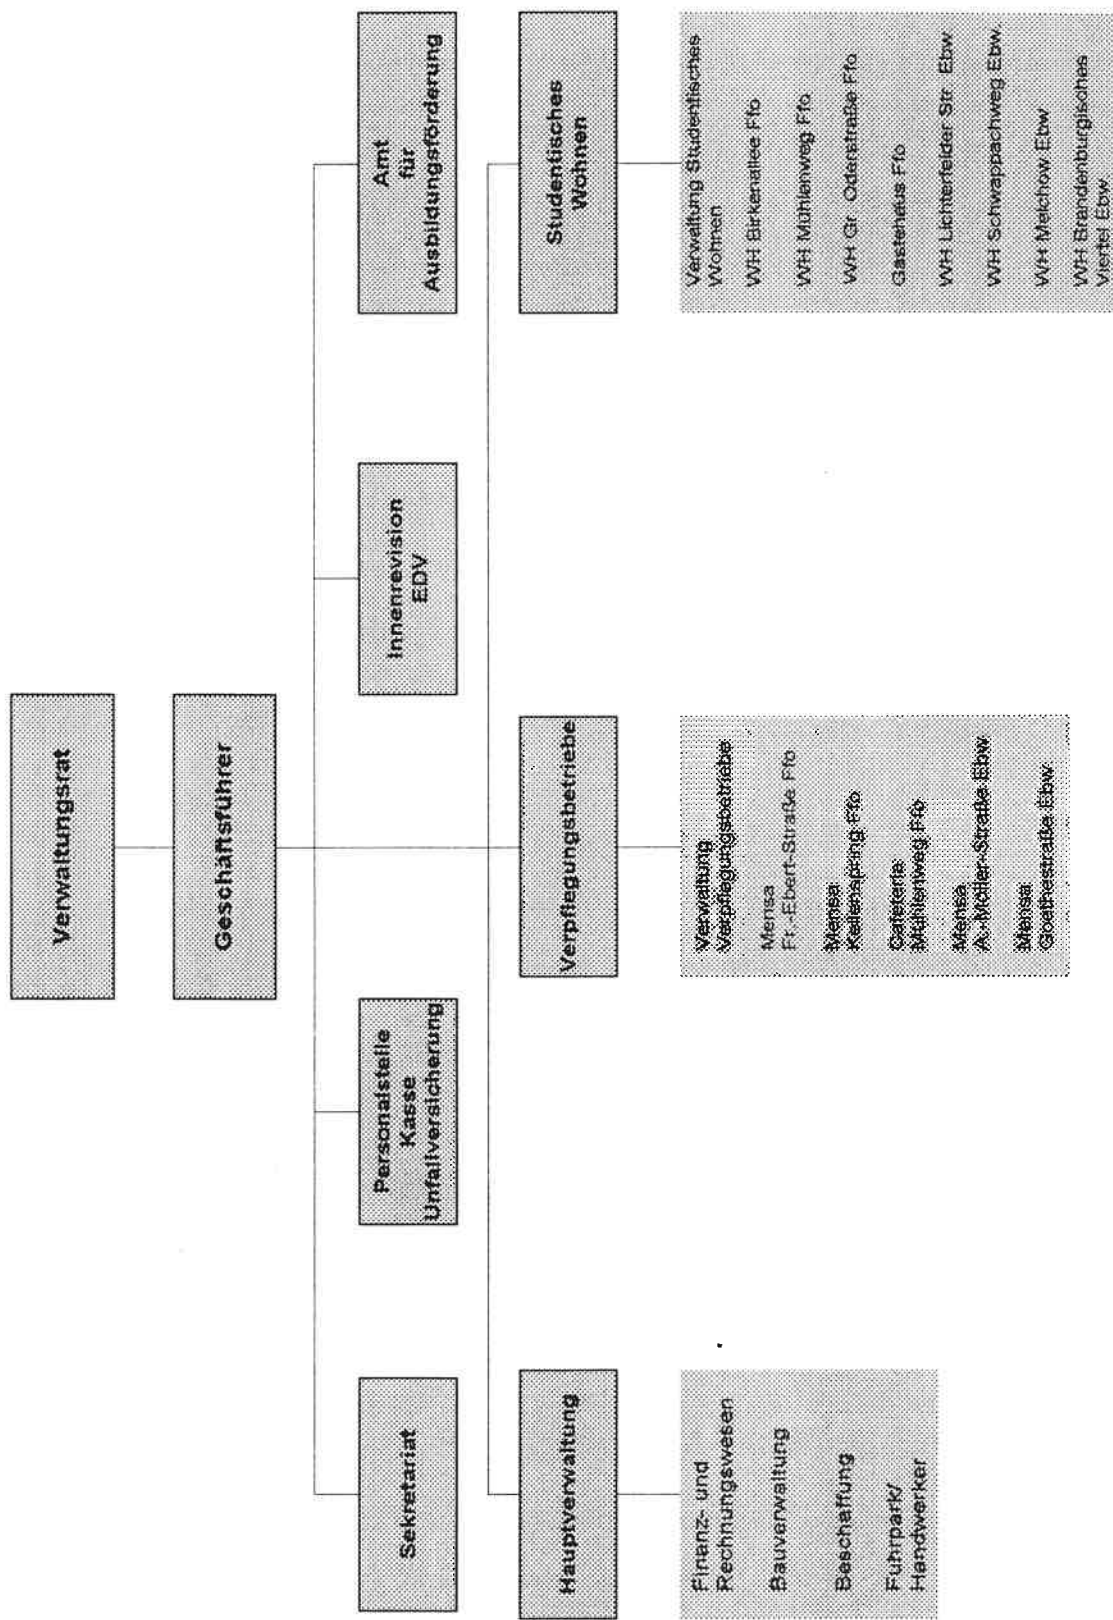 Verwaltungsrat
Geschäftsführer
Sekretariat
Personalstelle
Kasse
Unfallversicherung
Innenrevision
EDV
Amt
für
Ausbildungsförderung
Hauptverwaltung
Verpflegungsbetriebe
Studentisches
Wohnen
Finanz- und
Rechnungswesen
Bauverwaltung
Beschaffung
Fuhrpark/
Handwerker
Verwaltung
Verpflegungsbetriebe
Mensa
Fr.-Ebert-Straße Ffo
Mensa
Kellenspring Ffo
Cafeteria
Mühlenweg Ffo
Mensa
A.-Möller-Straße Ebw.
Mensa
Goethestraße Ebw.
Verwaltung Studentisches
Wohnen
WH Birkenallee Ffo
WH Mühlenweg Ffo
WH Gr. Oderstraße Ffo
Gästehaus Ffo
WH Lichterfelder Str. Ebw.
WH Schwappachweg Ebw.
WH Melchow Ebw.
WH Brandenburgisches
Viertel Ebw.